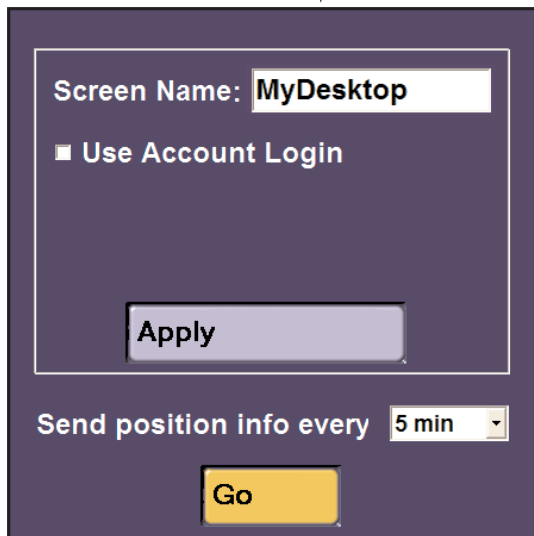 Screen Name: MyDesktop
Use Account Login
Apply
Send position info every 5 min
Go